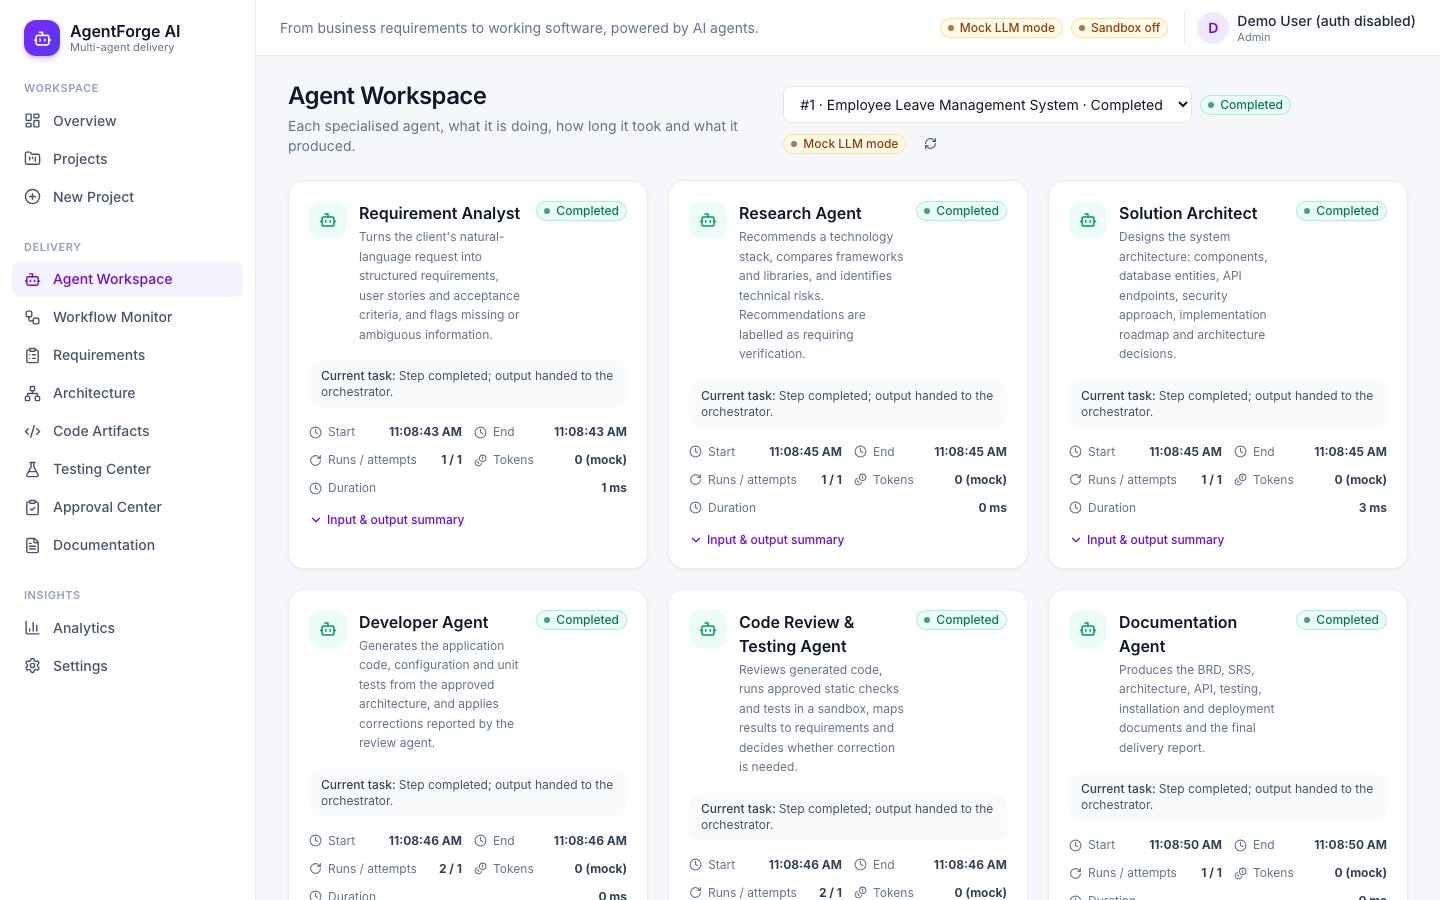 AgentForge AI
Multi-agent delivery
WORKSPACE
Overview
Projects
New Project
DELIVERY
Agent Workspace
Workflow Monitor
Requirements
Architecture
Code Artifacts
Testing Center
Approval Center
Documentation
INSIGHTS
Analytics
Settings
From business requirements to working software, powered by AI agents.
Mock LLM mode
Sandbox off
D
Demo User (auth disabled)
Admin
Agent Workspace
Each specialised agent, what it is doing, how long it took and what it
produced.
#1 · Employee Leave Management System · Completed
Completed
Mock LLM mode
Requirement Analyst
Completed
Turns the client's natural-
language request into
structured requirements,
user stories and acceptance
criteria, and flags missing or
ambiguous information.
Current task: Step completed; output handed to the
orchestrator.
Start 11:08:43 AM End 11:08:43 AM
Runs / attempts 1 / 1 Tokens 0 (mock)
Duration 1 ms
Input & output summary
Research Agent
Completed
Recommends a technology
stack, compares frameworks
and libraries, and identifies
technical risks.
Recommendations are
labelled as requiring
verification.
Current task: Step completed; output handed to the
orchestrator.
Start 11:08:45 AM End 11:08:45 AM
Runs / attempts 1 / 1 Tokens 0 (mock)
Duration 0 ms
Input & output summary
Solution Architect
Completed
Designs the system
architecture: components,
database entities, API
endpoints, security
approach, implementation
roadmap and architecture
decisions.
Current task: Step completed; output handed to the
orchestrator.
Start 11:08:45 AM End 11:08:45 AM
Runs / attempts 1 / 1 Tokens 0 (mock)
Duration 3 ms
Input & output summary
Developer Agent
Completed
Generates the application
code, configuration and unit
tests from the approved
architecture, and applies
corrections reported by the
review agent.
Current task: Step completed; output handed to the
orchestrator.
Start 11:08:46 AM End 11:08:46 AM
Runs / attempts 2 / 1 Tokens 0 (mock)
Duration 0 ms
Code Review &
Testing Agent
Completed
Reviews generated code,
runs approved static checks
and tests in a sandbox, maps
results to requirements and
decides whether correction
is needed.
Current task: Step completed; output handed to the
orchestrator.
Start 11:08:46 AM End 11:08:46 AM
Runs / attempts 2 / 1 Tokens 0 (mock)
Documentation
Agent
Completed
Produces the BRD, SRS,
architecture, API, testing,
installation and deployment
documents and the final
delivery report.
Current task: Step completed; output handed to the
orchestrator.
Start 11:08:50 AM End 11:08:50 AM
Runs / attempts 1 / 1 Tokens 0 (mock)